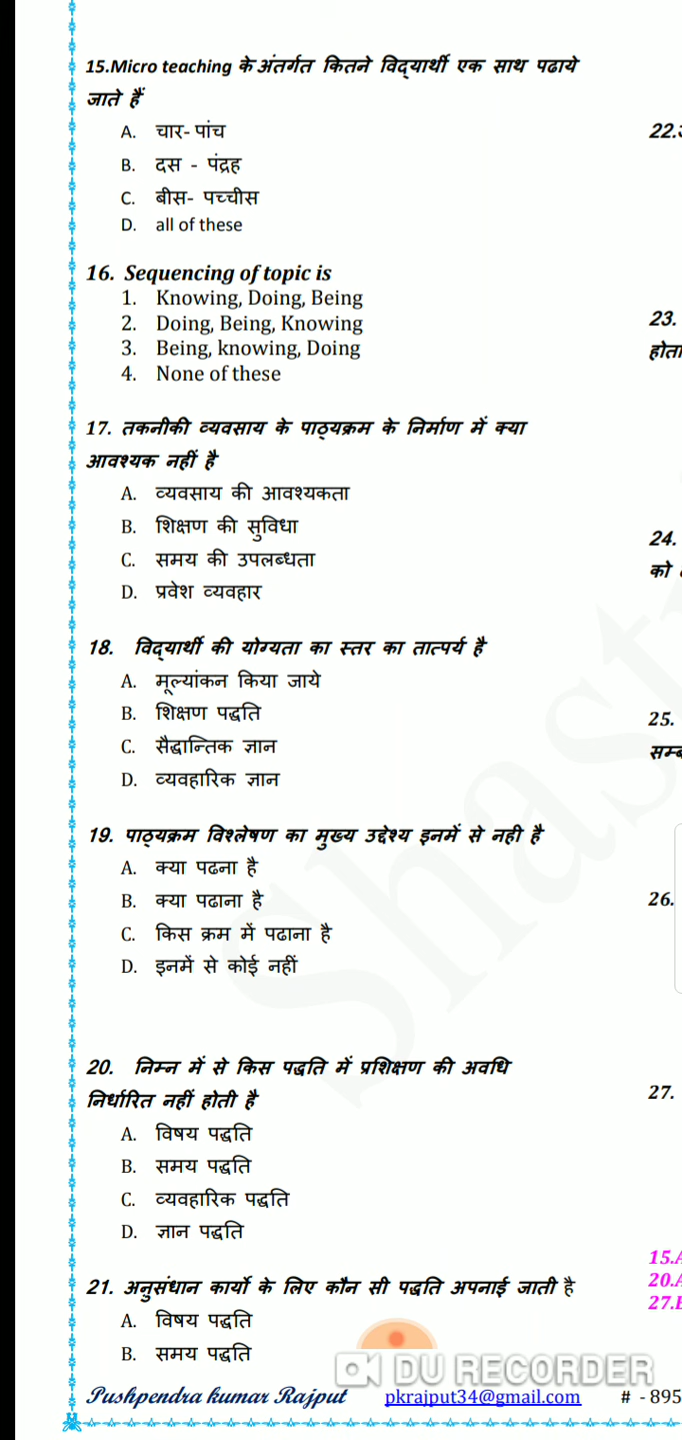 15.Micro teaching के अंतर्गत कितने विद्यार्थी एक साथ पढाये
जाते हैं
A. चार- पांच
B. दस - पंद्रह
C. बीस- पच्चीस
D. all of these
16. Sequencing of topic is
1. Knowing, Doing, Being
2. Doing, Being, Knowing
3. Being, knowing, Doing
4. None of these
17. तकनीकी व्यवसाय के पाठ्यक्रम के निर्माण में क्या
आवश्यक नहीं है
A. व्यवसाय की आवश्यकता
B. शिक्षण की सुविधा
C. समय की उपलब्धता
D. प्रवेश व्यवहार
18. विद्यार्थी की योग्यता का स्तर का तात्पर्य है
A. मूल्यांकन किया जाये
B. शिक्षण पद्धति
C. सैद्धान्तिक ज्ञान
D. व्यवहारिक ज्ञान
19. पाठ्यक्रम विश्लेषण का मुख्य उद्देश्य इनमें से नही है
A. क्या पढना है
B. क्या पढाना है
C. किस क्रम में पढाना है
D. इनमें से कोई नहीं
20. निम्न में से किस पद्धति में प्रशिक्षण की अवधि
निर्धारित नहीं होती है
A. विषय पद्धति
B. समय पद्धति
C. व्यवहारिक पद्धति
D. ज्ञान पद्धति
21. अनुसंधान कार्यो के लिए कौन सी पद्धति अपनाई जाती है
A. विषय पद्धति
B. समय पद्धति
22.
23.
होता
24.
को
25.
26.
27.
15.A
20.A
27.
DU RECORDER
Pushpendra kumar Rajput pkrajput34@gmail.com # - 895
Shast